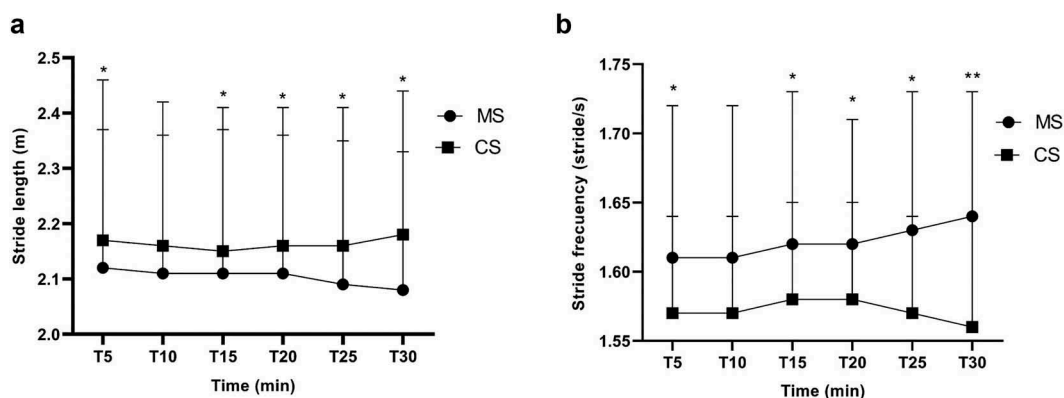 a
2.5
2.4
2.3
2.2
2.1
2.0
Stride length (m)
* * * * *
T5 T10 T15 T20 T25 T30
Time (min)
MS
CS
b
1.75
1.70
1.65
1.60
1.55
Stride frecuency (stride/s)
* * * * **
T5 T10 T15 T20 T25 T30
Time (min)
MS
CS